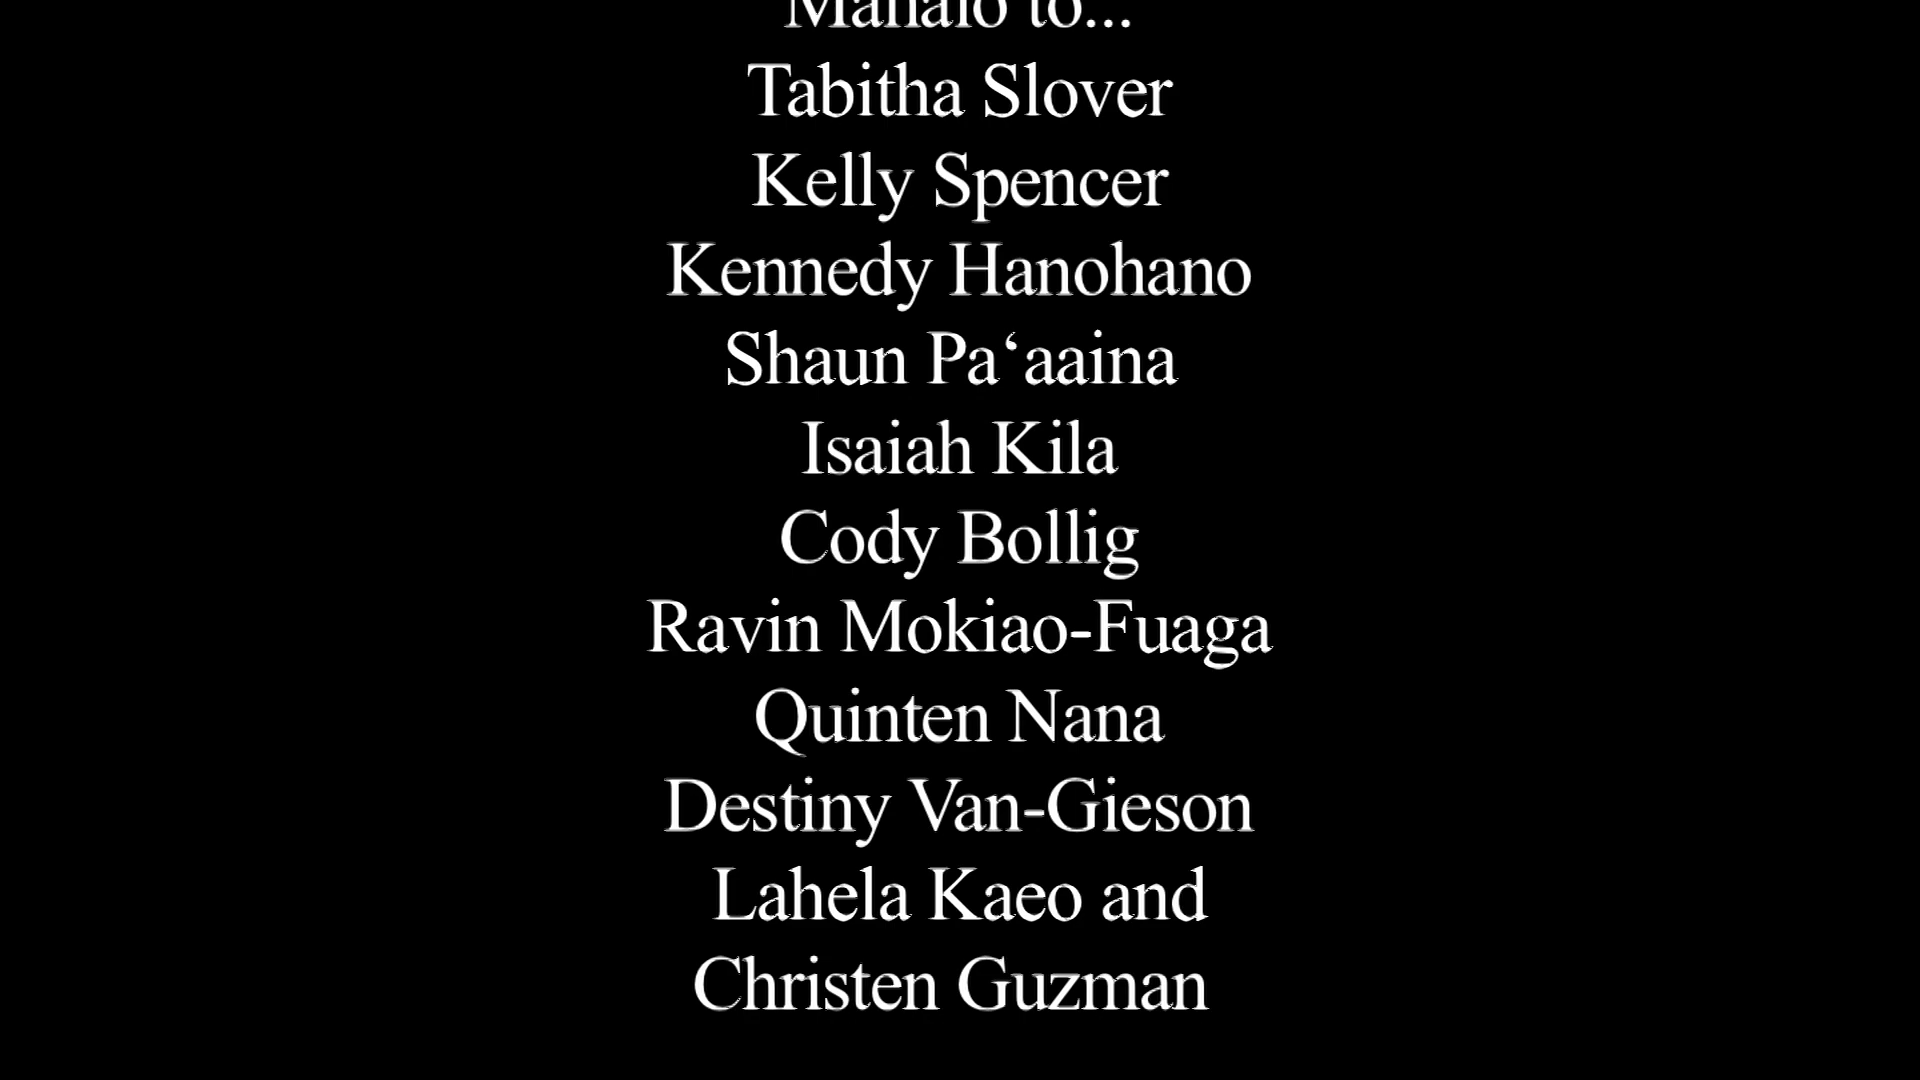 Mahalo to...
Tabitha Slover
Kelly Spencer
Kennedy Hanohano
Shaun Pa‘aaina
Isaiah Kila
Cody Bollig
Ravin Mokiao-Fuaga
Quinten Nana
Destiny Van-Gieson
Lahela Kaeo and
Christen Guzman